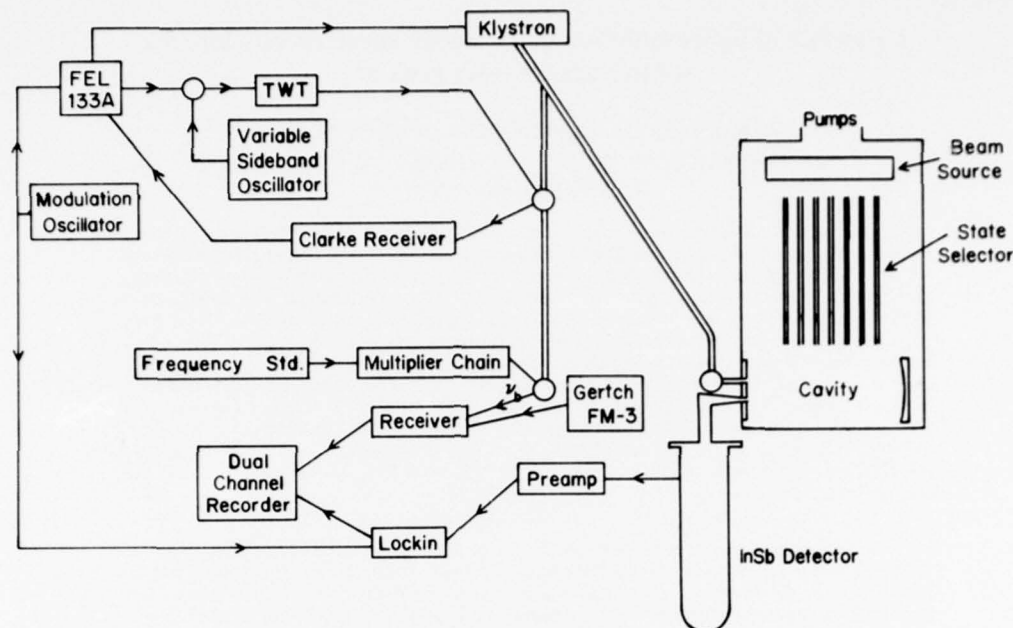 Klystron
FEL
133A
TWT
Variable
Sideband
Oscillator
Modulation
Oscillator
Clarke Receiver
Pumps
Beam
Source
State
Selector
Frequency Std.
Multiplier Chain
Cavity
νb
Gertch
FM-3
Receiver
Dual
Channel
Recorder
Preamp
Lockin
InSb Detector